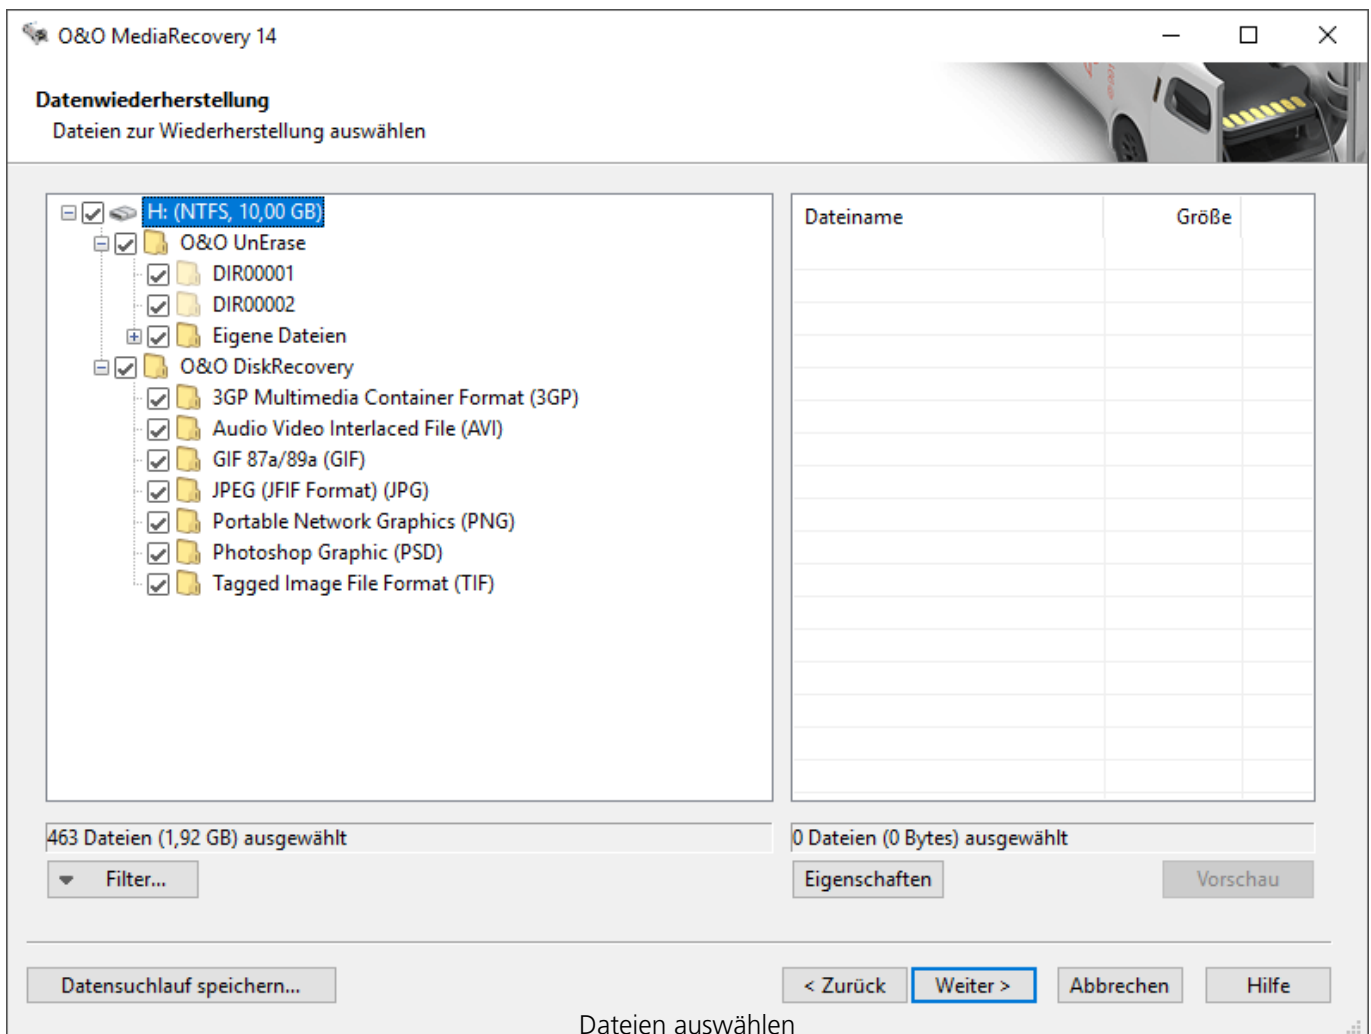 O&O MediaRecovery 14
Datenwiederherstellung
Dateien zur Wiederherstellung auswählen
H: (NTFS, 10,00 GB)
O&O UnErase
DIR00001
DIR00002
Eigene Dateien
O&O DiskRecovery
3GP Multimedia Container Format (3GP)
Audio Video Interlaced File (AVI)
GIF 87a/89a (GIF)
JPEG (JFIF Format) (JPG)
Portable Network Graphics (PNG)
Photoshop Graphic (PSD)
Tagged Image File Format (TIF)
Dateiname Größe
463 Dateien (1,92 GB) ausgewählt
0 Dateien (0 Bytes) ausgewählt
Filter...
Eigenschaften
Vorschau
Datensuchlauf speichern...
< Zurück
Weiter >
Abbrechen
Hilfe
Dateien auswählen